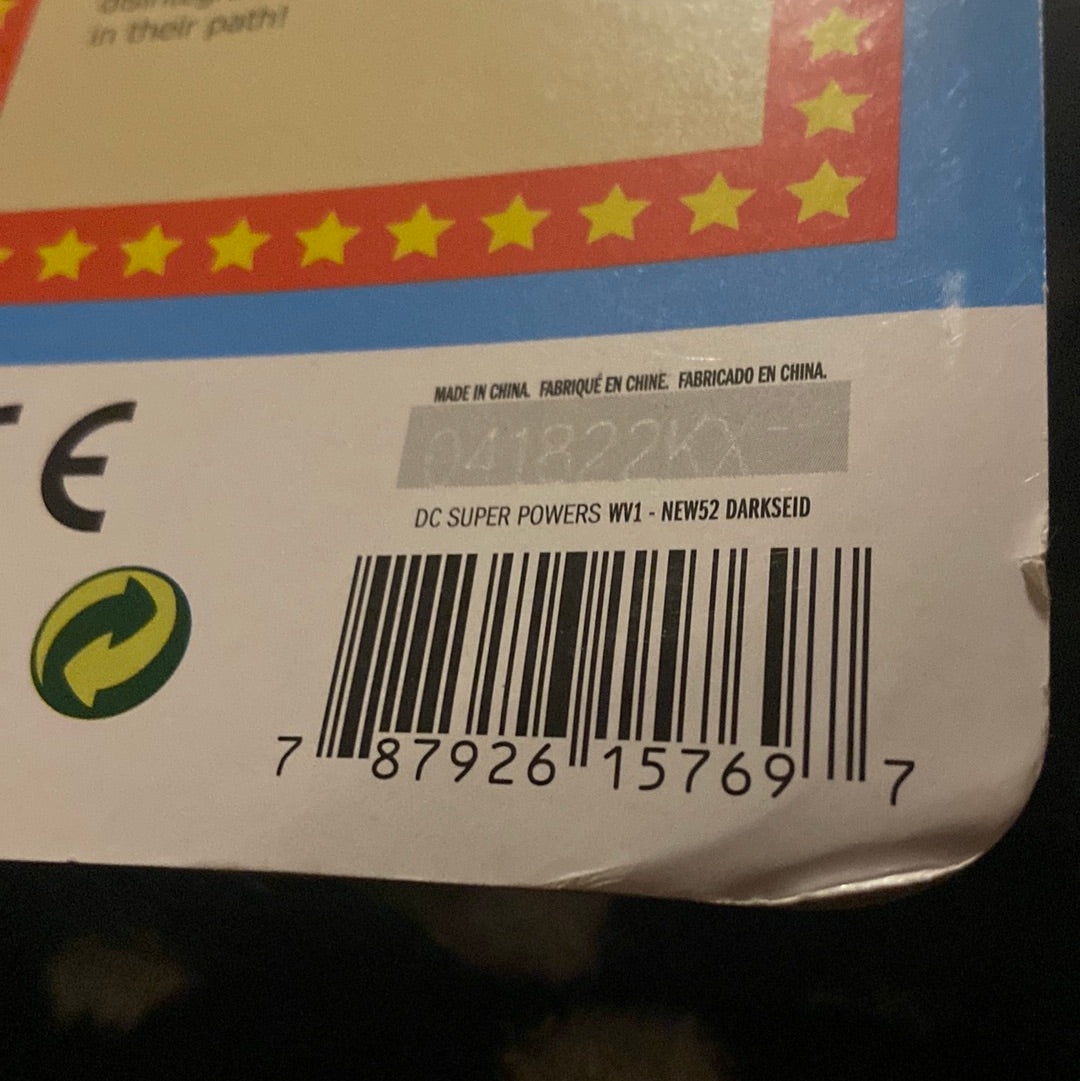 in their path!
MADE IN CHINA. FABRIQUÉ EN CHINE. FABRICADO EN CHINA.
041822KX
DC SUPER POWERS WV1 - NEW52 DARKSEID
CE
7 87926 15769 7